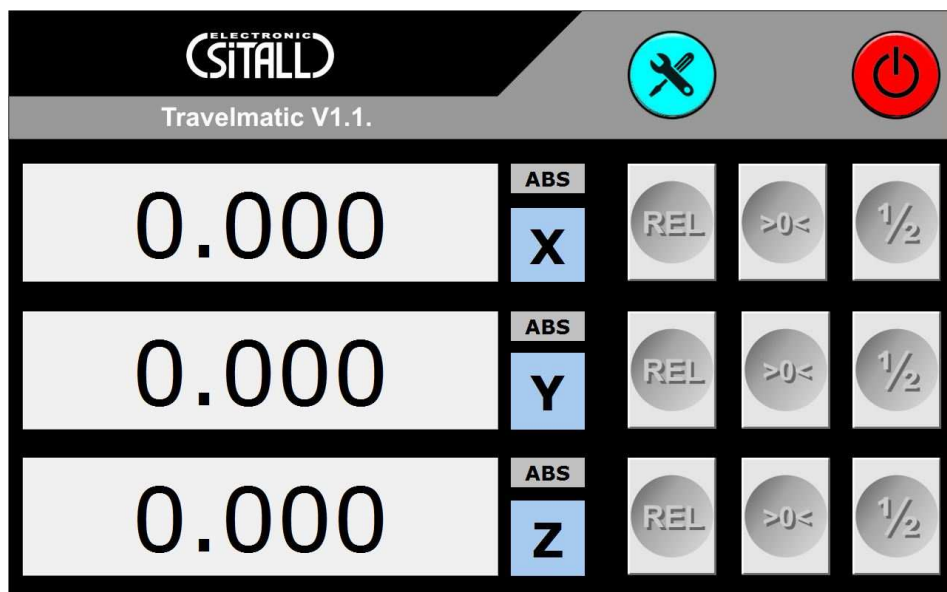 ELECTRONIC
SiTALL
Travelmatic V1.1.
ABS
0.000 X REL >0< 1/2
ABS
0.000 Y REL >0< 1/2
ABS
0.000 Z REL >0< 1/2